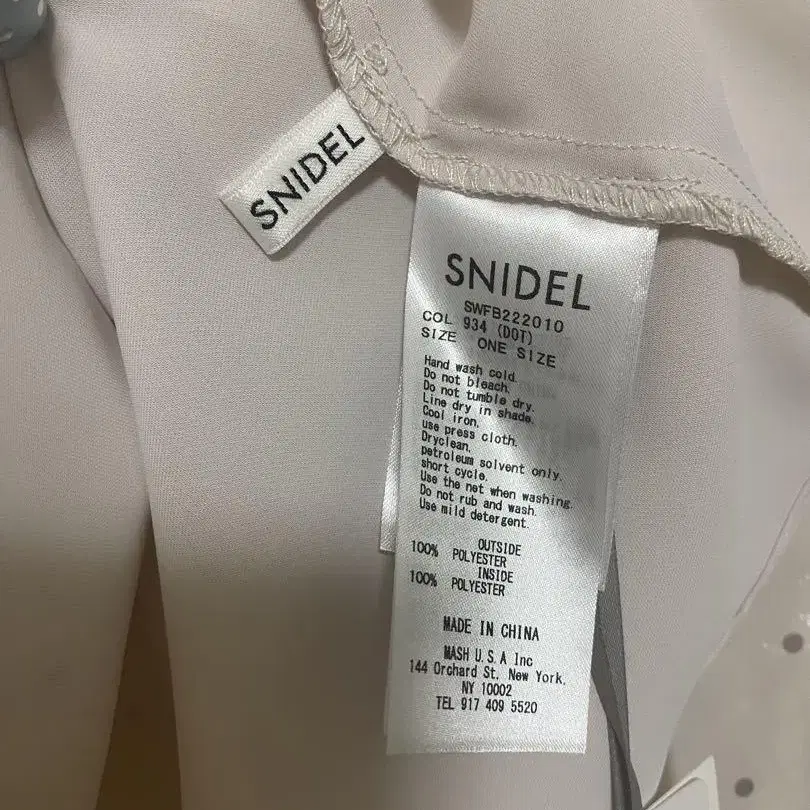 SNIDEL
SNIDEL
SWFB222010
COL 934 (DOT)
SIZE ONE SIZE
Hand wash cold.
Do not bleach.
Do not tumble dry.
Line dry in shade.
Cool iron.
use press cloth.
Dryclean,
petroleum solvent only.
short cycle.
Use the net when washing.
Do not rub and wash.
Use mild detergent.
OUTSIDE
100% POLYESTER
INSIDE
100% POLYESTER
MADE IN CHINA
MASH U.S.A Inc
144 Orchard St. New York,
NY 10002
TEL 917 409 5520